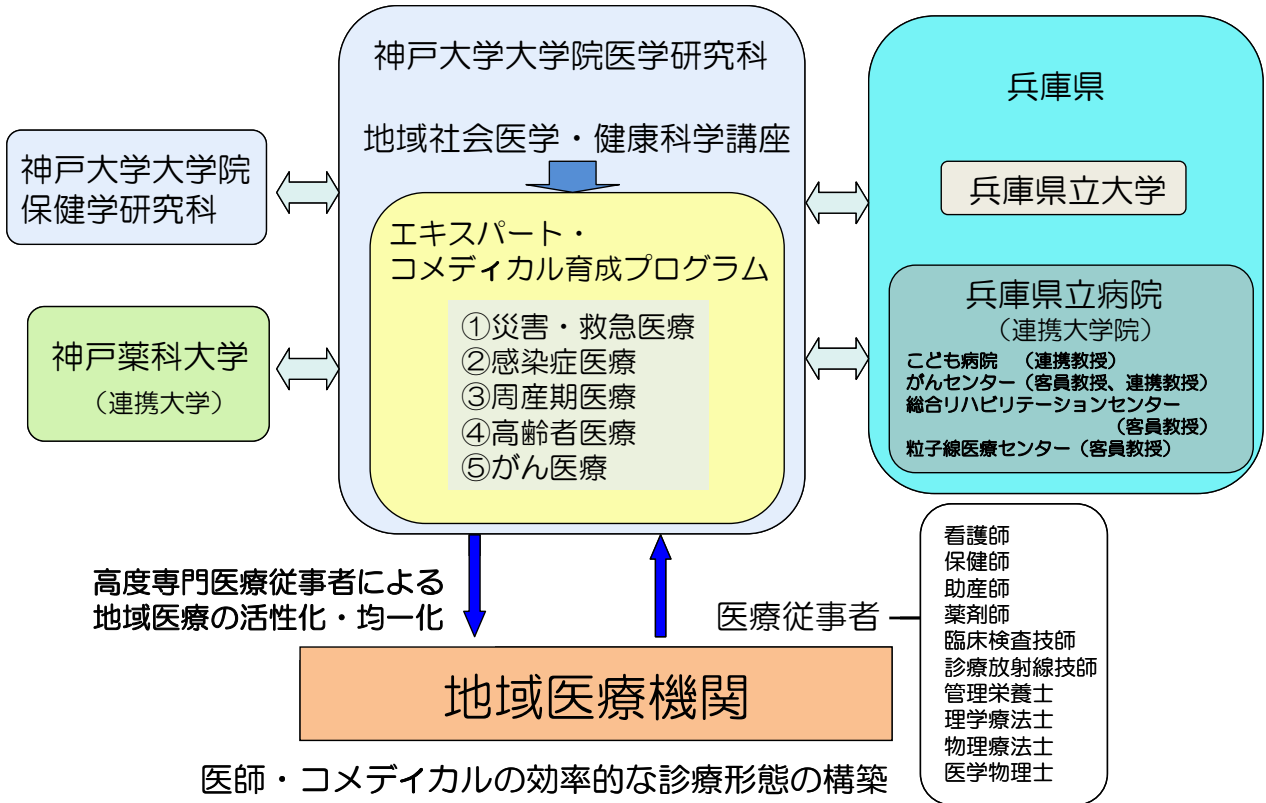 神戸大学大学院医学研究科
地域社会医学・健康科学講座
エキスパート・
コメディカル育成プログラム
①災害・救急医療
②感染症医療
③周産期医療
④高齢者医療
⑤がん医療
神戸大学大学院
保健学研究科
神戸薬科大学
（連携大学）
兵庫県
兵庫県立大学
兵庫県立病院
（連携大学院）
こども病院　（連携教授）
がんセンター（客員教授、連携教授）
総合リハビリテーションセンター
（客員教授）
粒子線医療センター（客員教授）
高度専門医療従事者による
地域医療の活性化・均一化
医療従事者
看護師
保健師
助産師
薬剤師
臨床検査技師
診療放射線技師
管理栄養士
理学療法士
物理療法士
医学物理士
地域医療機関
医師・コメディカルの効率的な診療形態の構築